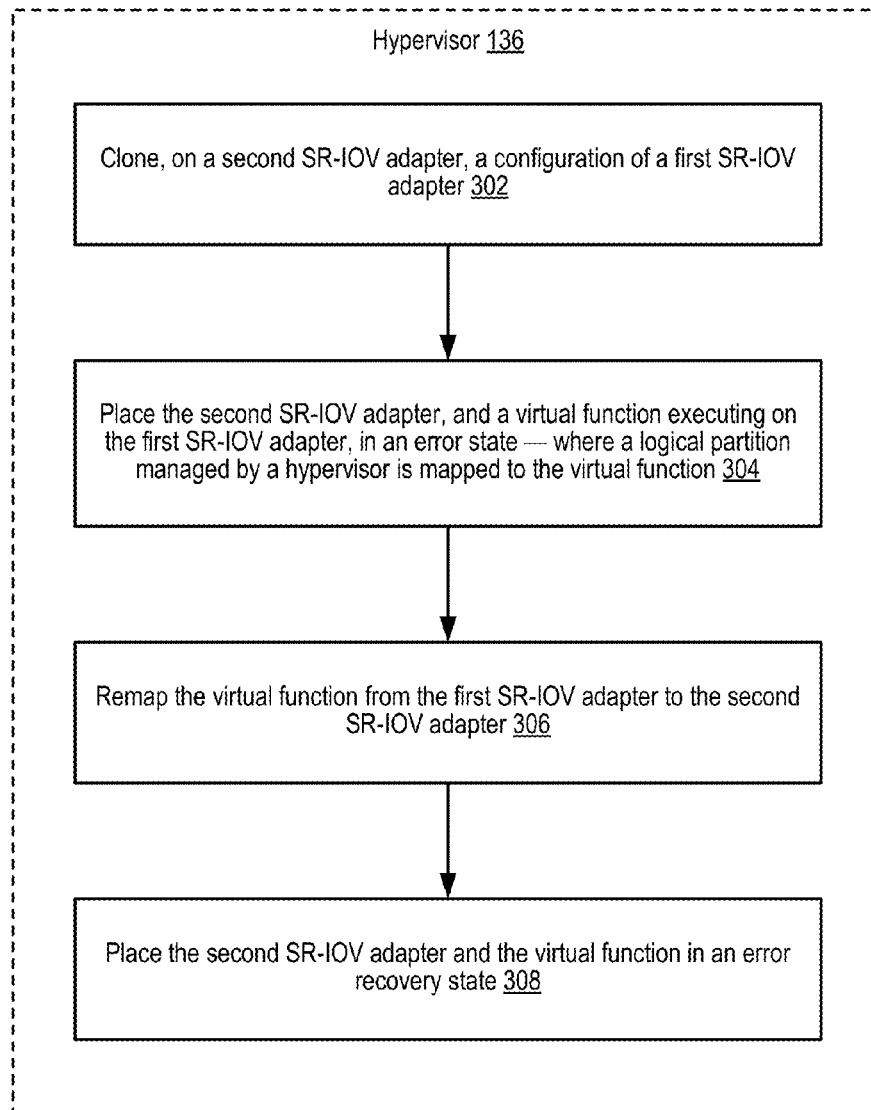 Hypervisor 136
Clone, on a second SR-IOV adapter, a configuration of a first SR-IOV
adapter 302
Place the second SR-IOV adapter, and a virtual function executing on
the first SR-IOV adapter, in an error state — where a logical partition
managed by a hypervisor is mapped to the virtual function 304
Remap the virtual function from the first SR-IOV adapter to the second
SR-IOV adapter 306
Place the second SR-IOV adapter and the virtual function in an error
recovery state 308